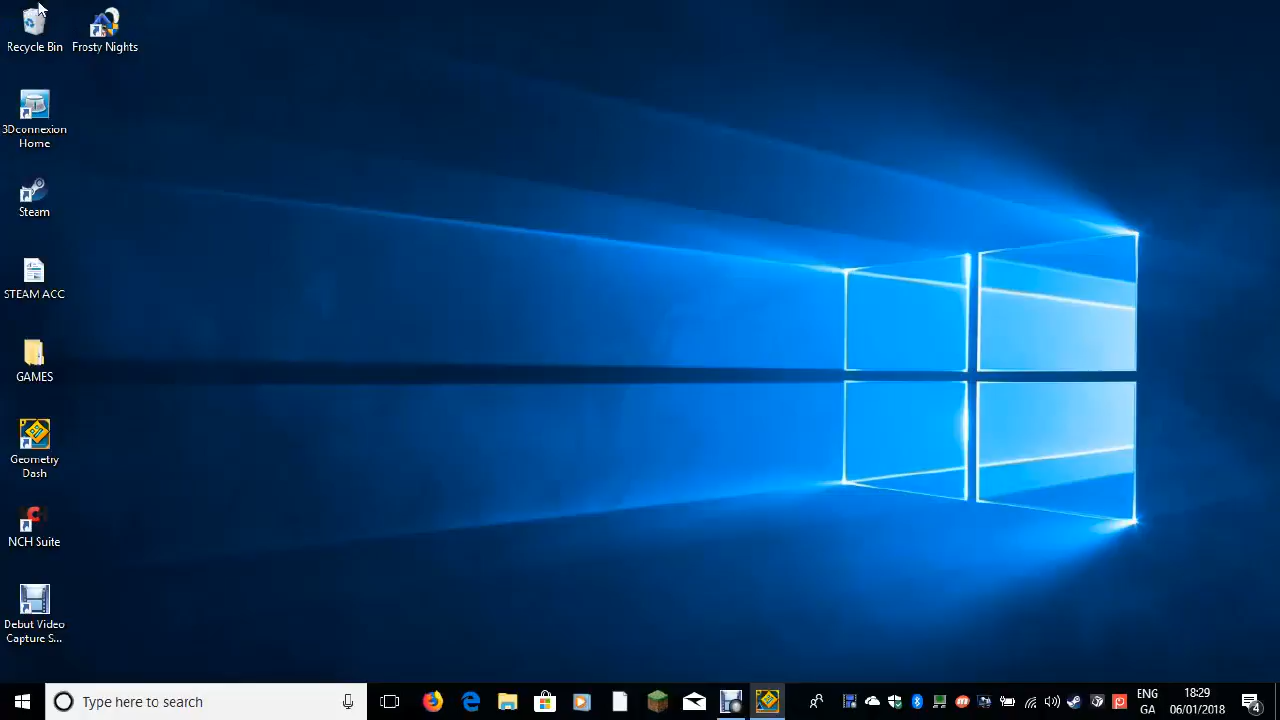 Recycle Bin
Frosty Nights
3Dconnexion
Home
Steam
STEAM ACC
GAMES
Geometry
Dash
NCH Suite
Debut Video
Capture S...
Type here to search
ENG
GA
18:29
06/01/2018
4